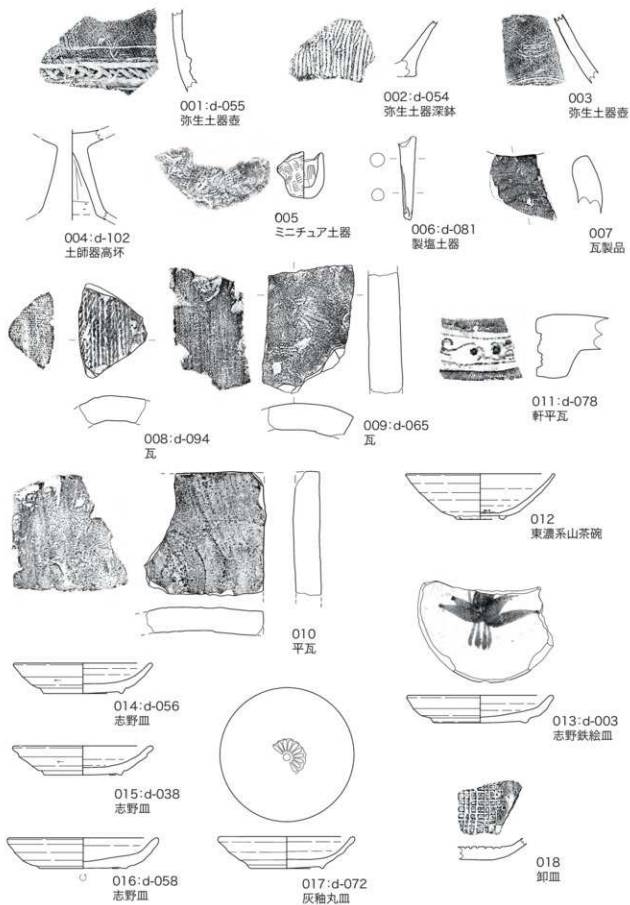 001:d-055
弥生土器壺
002:d-054
弥生土器深鉢
003
弥生土器壺
004:d-102
土師器高坏
005
ミニチュア土器
006:d-081
製塩土器
007
瓦製品
008:d-094
瓦
009:d-065
瓦
011:d-078
軒平瓦
010
平瓦
012
東濃系山茶碗
013:d-003
志野鉄絵皿
014:d-056
志野皿
015:d-038
志野皿
016:d-058
志野皿
017:d-072
灰釉丸皿
018
卸皿